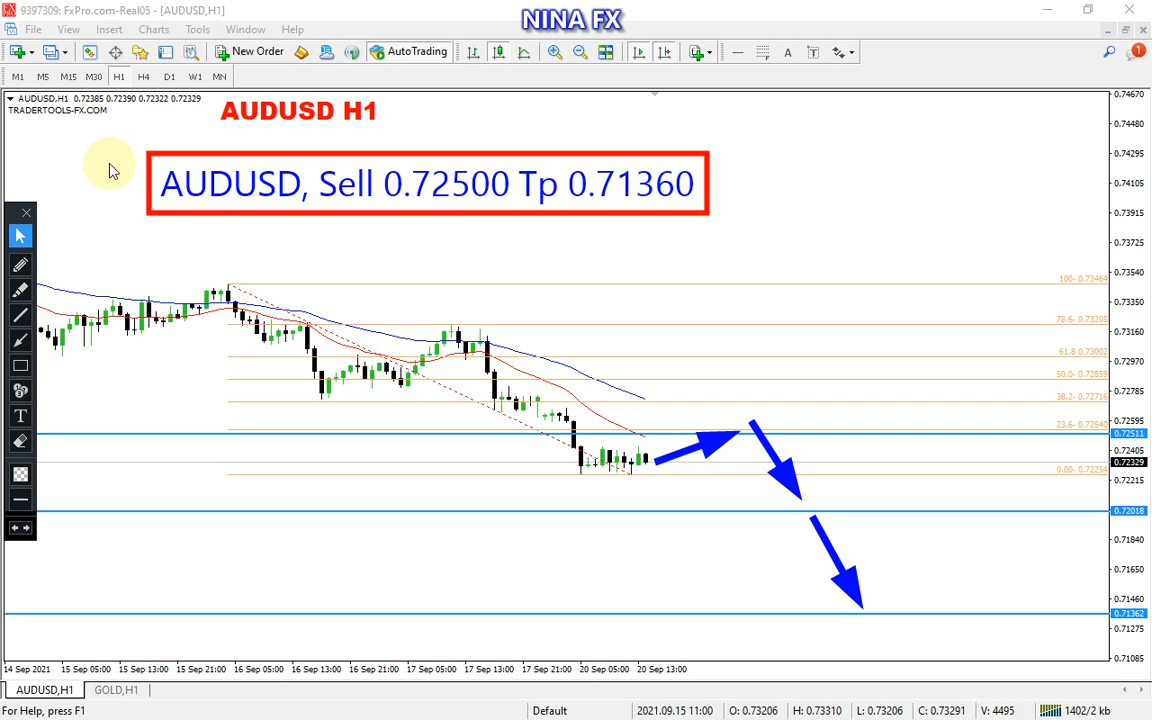 9397309: FxPro.com-Real05 - [AUDUSD,H1]
NINA FX
File View Insert Charts Tools Window Help
New Order AutoTrading A T 1
M1 M5 M15 M30 H1 H4 D1 W1 MN
AUDUSD,H1 0.72385 0.72390 0.72322 0.72329
TRADERTOOLS-FX.COM
AUDUSD H1
AUDUSD, Sell 0.72500 Tp 0.71360
T
100- 0.73464
78.6- 0.73205
61.8 0.73002
50.0- 0.72859
38.2- 0.72716
23.6- 0.72540
0.00- 0.72254
0.74670
0.74480
0.74295
0.74105
0.73915
0.73725
0.73540
0.73350
0.73160
0.72970
0.72785
0.72595
0.72511
0.72405
0.72329
0.72215
0.72018
0.71840
0.71650
0.71460
0.71362
0.71275
0.71085
14 Sep 2021 15 Sep 05:00 15 Sep 13:00 15 Sep 21:00 16 Sep 05:00 16 Sep 13:00 16 Sep 21:00 17 Sep 05:00 17 Sep 13:00 17 Sep 21:00 20 Sep 05:00 20 Sep 13:00
AUDUSD,H1 GOLD,H1
For Help, press F1 Default 2021.09.15 11:00 O: 0.73206 H: 0.73310 L: 0.73206 C: 0.73291 V: 4495 1402/2 kb